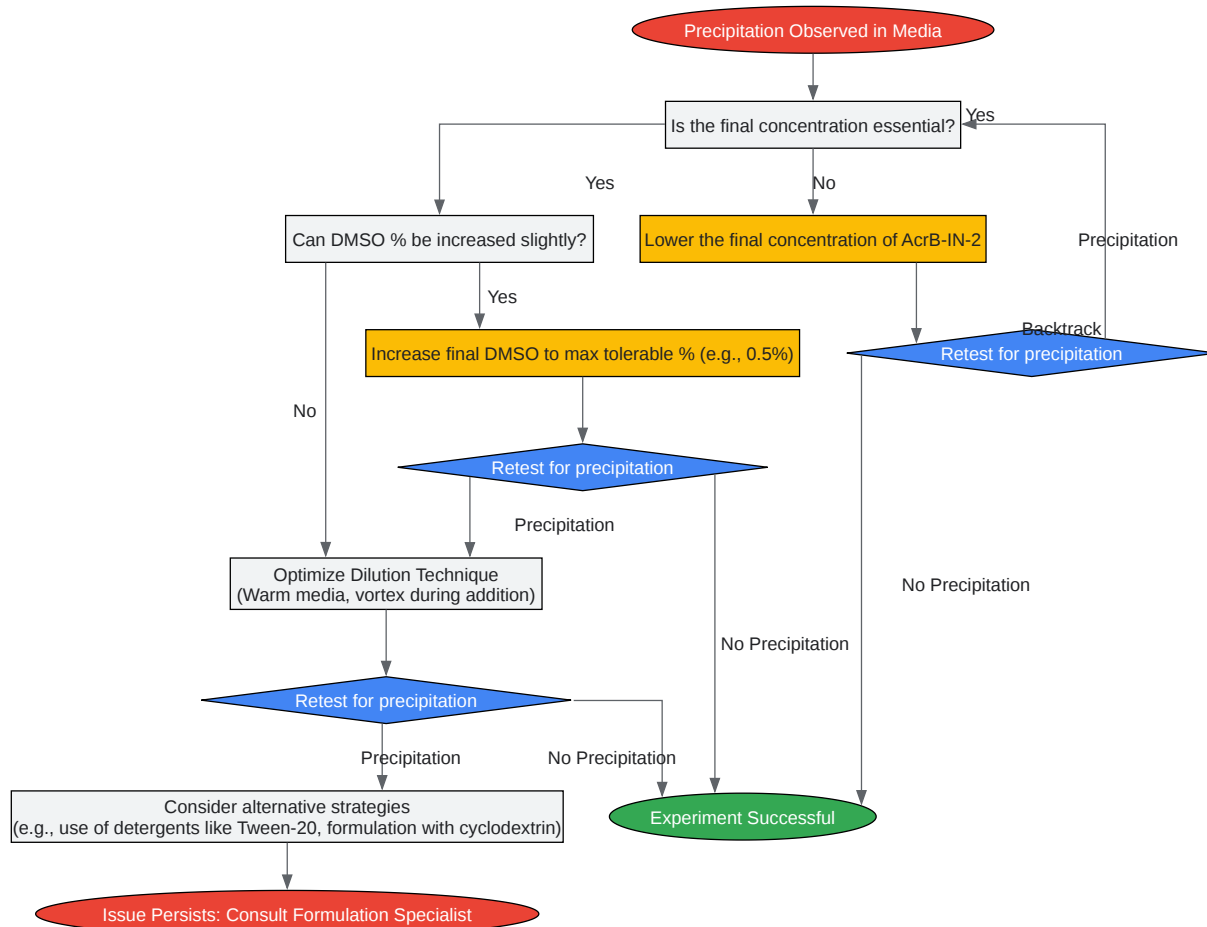 Precipitation Observed in Media
Yes
Is the final concentration essential?
Yes
No
Can DMSO % be increased slightly?
Lower the final concentration of AcrB-IN-2
Precipitation
Yes
Backtrack
Increase final DMSO to max tolerable % (e.g., 0.5%)
Retest for precipitation
No
Retest for precipitation
Precipitation
Optimize Dilution Technique
(Warm media, vortex during addition)
No Precipitation
No Precipitation
Retest for precipitation
Precipitation
No Precipitation
Consider alternative strategies
(e.g., use of detergents like Tween-20, formulation with cyclodextrin)
Experiment Successful
Issue Persists: Consult Formulation Specialist